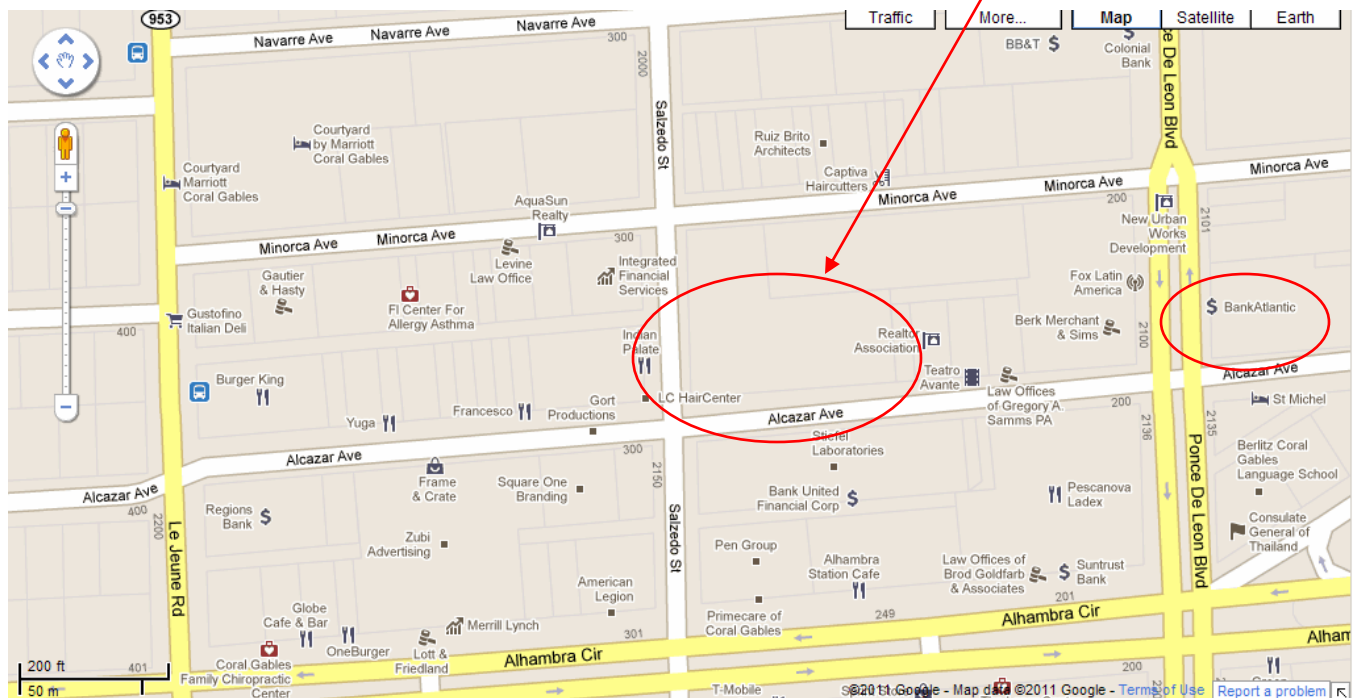 953
Navarre Ave
Navarre Ave
Navarre Ave
300
2000
Traffic
More...
Map
Satellite
Earth
BB&T
Colonial
Bank
ce De Leon Blvd
Salzedo St
Courtyard
by Marriott
Coral Gables
Courtyard
Marriott
Coral Gables
Ruiz Brito
Architects
Captiva
Haircutters
Minorca Ave
Minorca Ave
Minorca Ave
200
AquaSun
Realty
New Urban
Works
Development
2101
Minorca Ave
Minorca Ave
300
Levine
Law Office
Integrated
Financial
Services
Gautier
& Hasty
Fl Center For
Allergy Asthma
Fox Latin
America
BankAtlantic
Gustofino
Italian Deli
400
Indian
Palate
Realtor
Association
Berk Merchant
& Sims
2100
Burger King
Teatro
Avante
Alcazar Ave
Law Offices
of Gregory A.
Samms PA
200
St Michel
Yuga
Francesco
Gort
Productions
LC HairCenter
Alcazar Ave
2136
2135
Stiefel
Laboratories
Berlitz Coral
Gables
Language School
Alcazar Ave
300
2150
Alcazar Ave
400
2200
Frame
& Crate
Square One
Branding
Bank United
Financial Corp
Pescanova
Ladex
Ponce De Leon Blvd
Regions
Bank
Le Jeune Rd
Zubi
Advertising
Salzedo St
Consulate
General of
Thailand
Pen Group
Alhambra
Station Cafe
Law Offices of
Brod Goldfarb
& Associates
Suntrust
Bank
American
Legion
201
Globe
Cafe & Bar
OneBurger
Merrill Lynch
Lott &
Friedland
301
Primecare of
Coral Gables
249
Alhambra Cir
Alhambra Cir
Alham
200 ft
50 m
401
Coral Gables
Family Chiropractic
Center
200
T-Mobile
©2011 Google - Map data ©2011 Google - Terms of Use
Report a problem